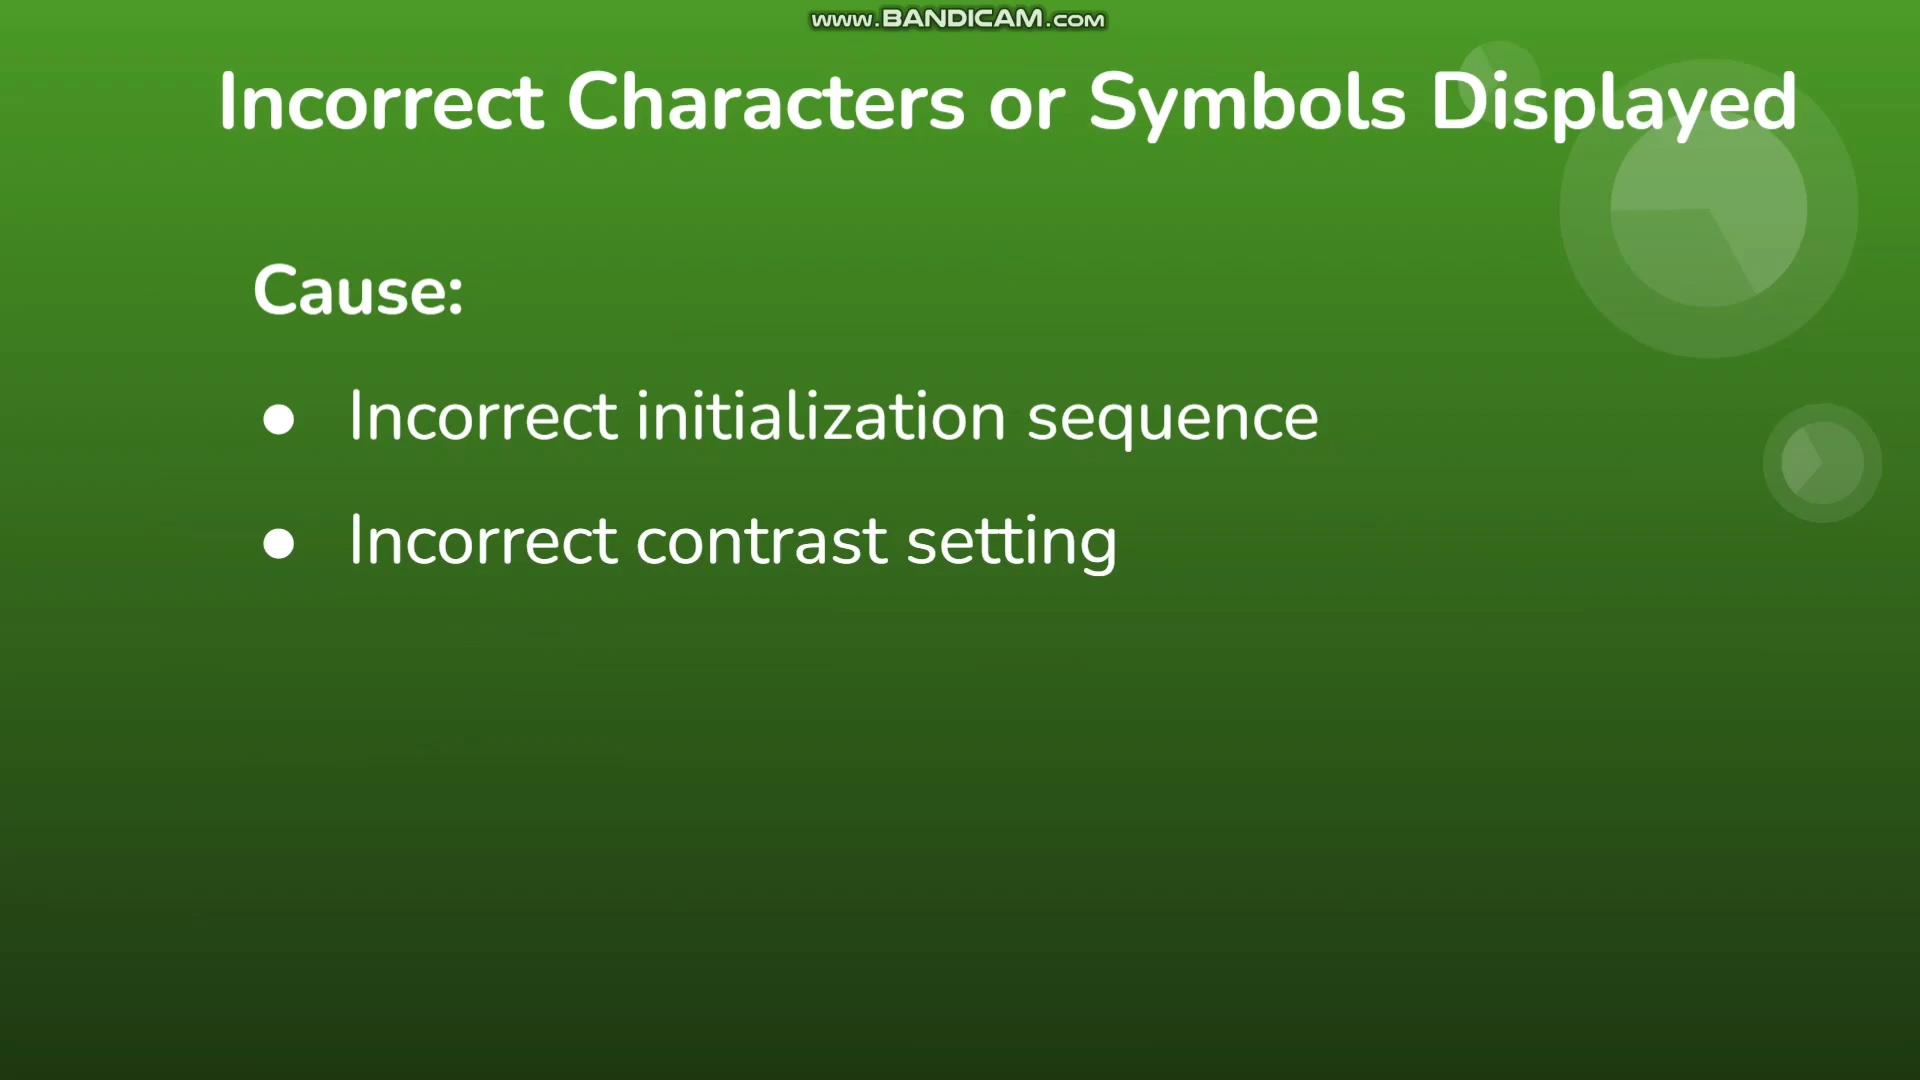 www.BANDICAM.com
Incorrect Characters or Symbols Displayed
Cause:
● Incorrect initialization sequence
● Incorrect contrast setting